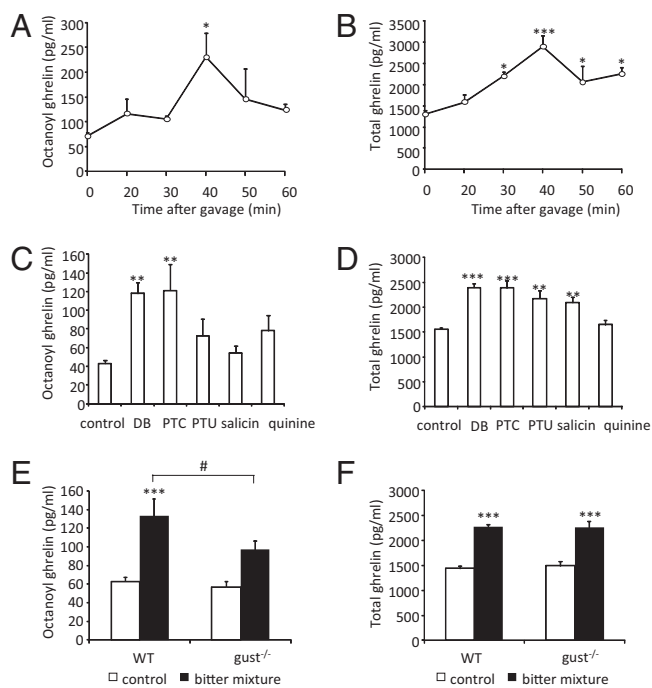 A
Octanoyl ghrelin (pg/ml)
300
250
200
150
100
50
0
*
0 20 30 40 50 60
Time after gavage (min)
B
Total ghrelin (pg/ml)
3500
3000
2500
2000
1500
1000
500
0
* *** * *
0 20 30 40 50 60
Time after gavage (min)
C
Octanoyl ghrelin (pg/ml)
160
140
120
100
80
60
40
20
0
** **
control DB PTC PTU salicin quinine
D
Total ghrelin (pg/ml)
3000
2500
2000
1500
1000
500
0
*** *** ** **
control DB PTC PTU salicin quinine
E
Octanoyl ghrelin (pg/ml)
160
140
120
100
80
60
40
20
0
#
***
WT gust-/-
control bitter mixture
F
Total ghrelin (pg/ml)
3000
2500
2000
1500
1000
500
0
*** ***
WT gust-/-
control bitter mixture